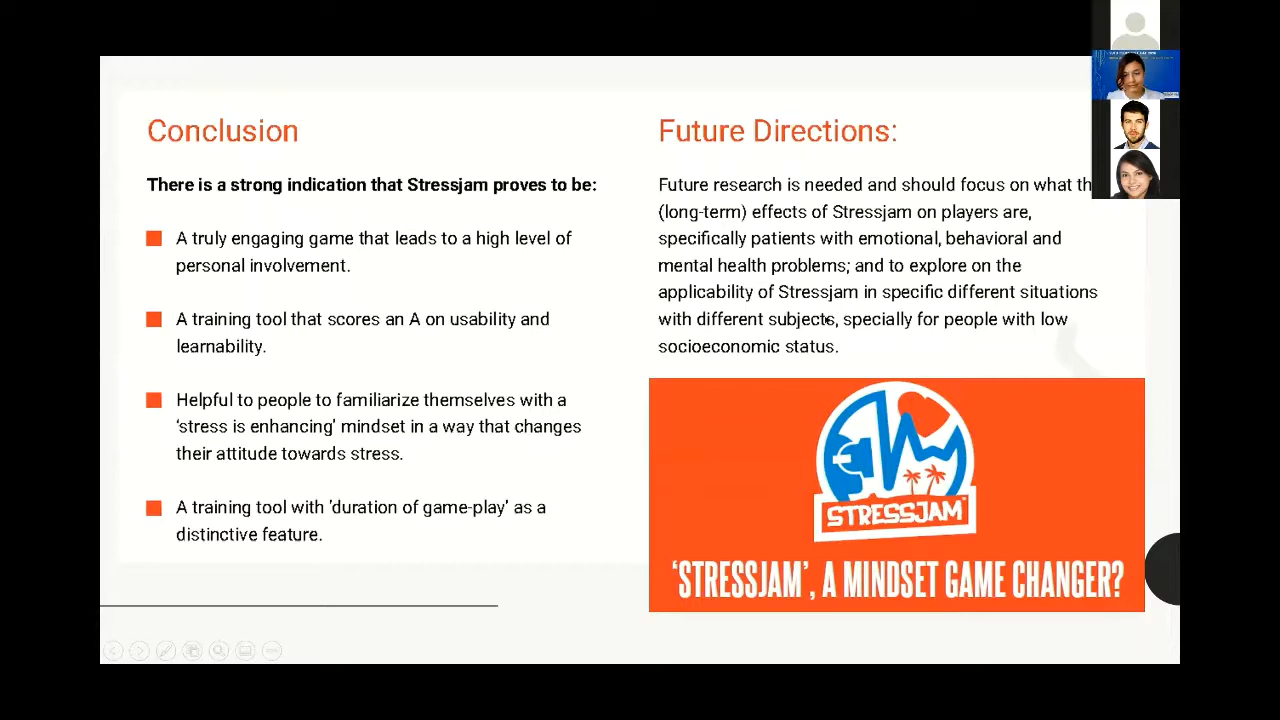 Conclusion
There is a strong indication that Stressjam proves to be:
A truly engaging game that leads to a high level of
personal involvement.
A training tool that scores an A on usability and
learnability.
Helpful to people to familiarize themselves with a
‘stress is enhancing’ mindset in a way that changes
their attitude towards stress.
A training tool with ‘duration of game-play’ as a
distinctive feature.
Future Directions:
Future research is needed and should focus on what th
(long-term) effects of Stressjam on players are,
specifically patients with emotional, behavioral and
mental health problems; and to explore on the
applicability of Stressjam in specific different situations
with different subjects, specially for people with low
socioeconomic status.
STRESSJAM
‘STRESSJAM’, A MINDSET GAME CHANGER?